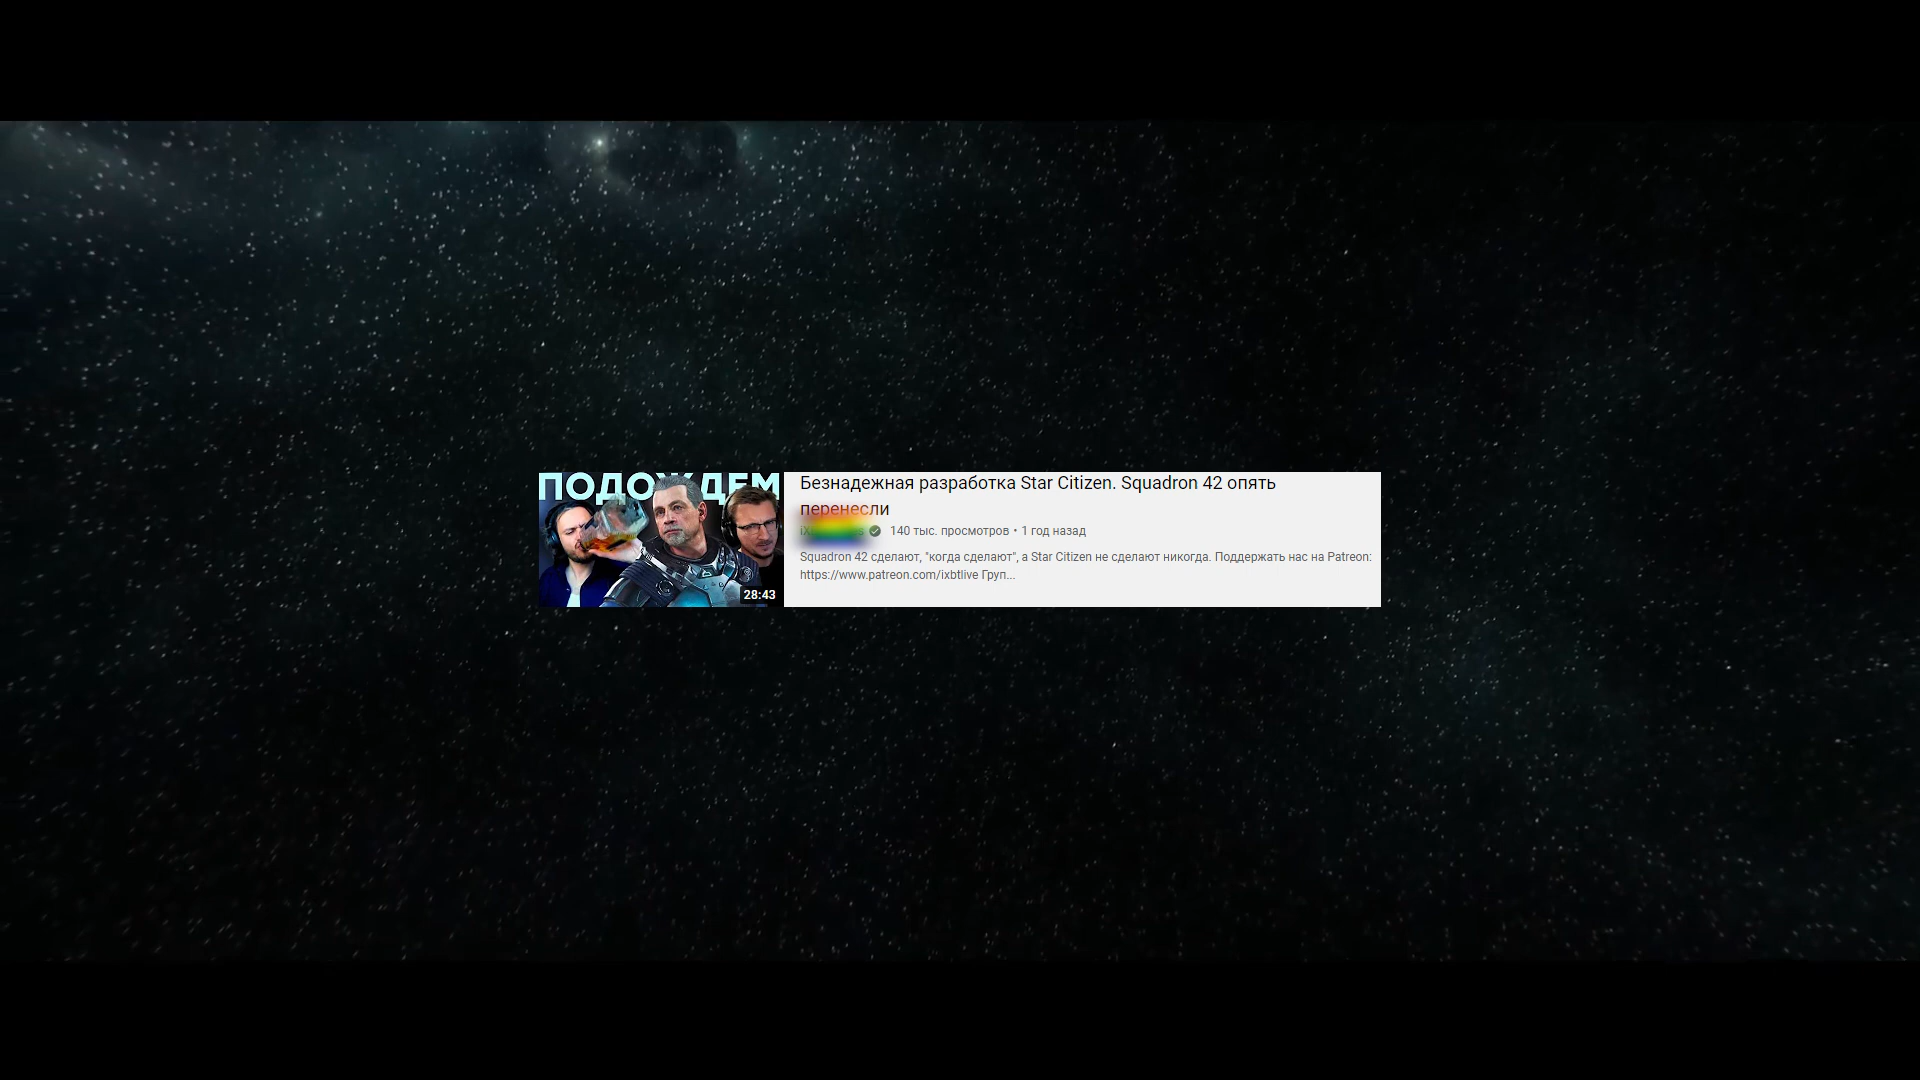 ПОДОЖДЕМ
28:43
Безнадежная разработка Star Citizen. Squadron 42 опять
перенесли
140 тыс. просмотров • 1 год назад
Squadron 42 сделают, "когда сделают", а Star Citizen не сделают никогда. Поддержать нас на Patreon:
https://www.patreon.com/ixbtlive Груп...